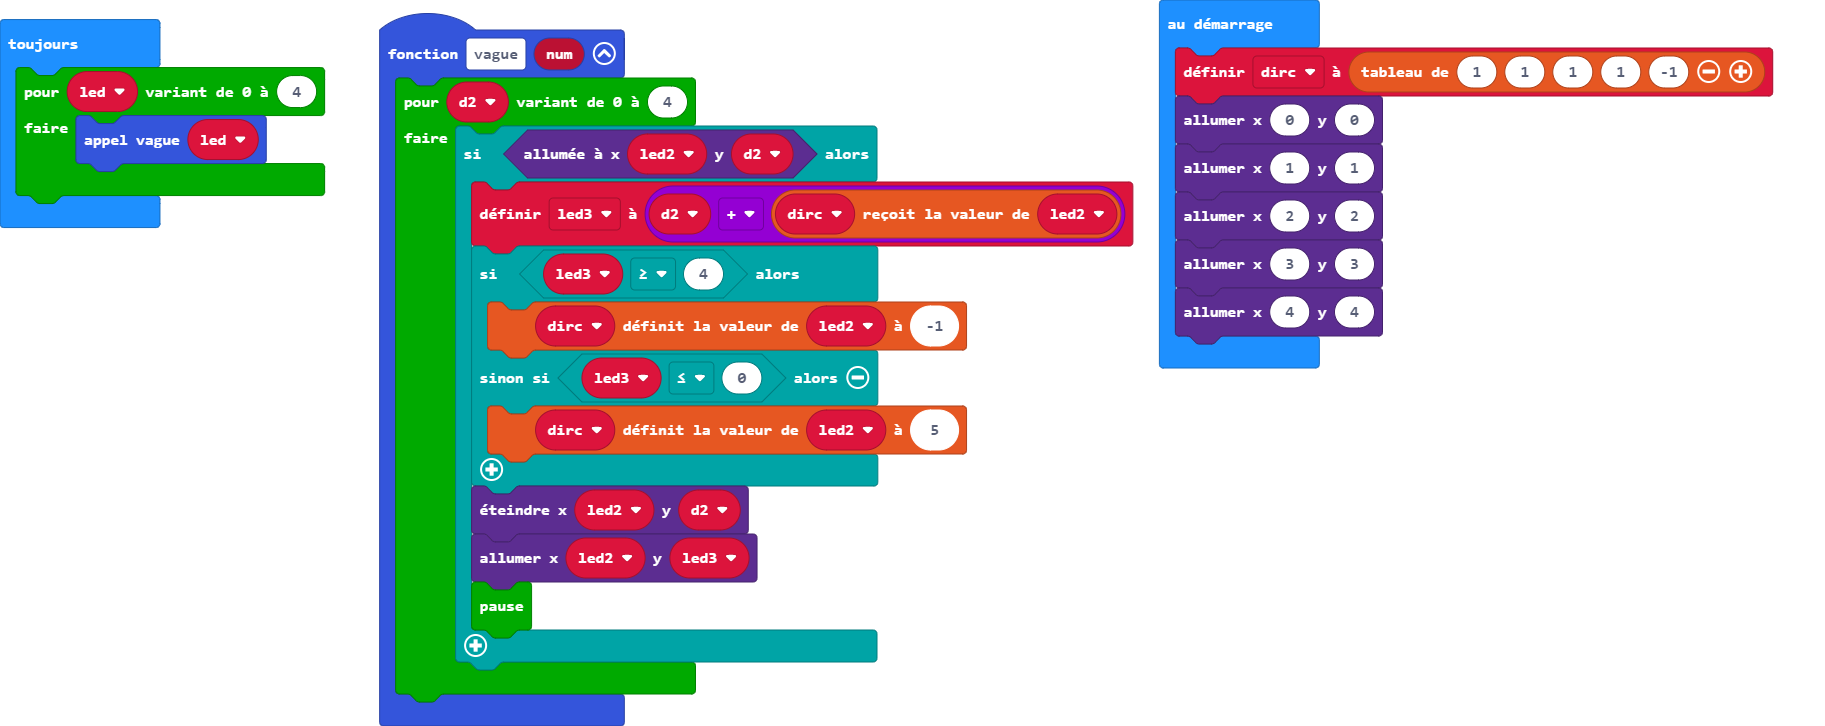 toujours
pour led variant de 0 à 4
faire appel vague led
fonction vague num
pour d2 variant de 0 à 4
faire
si allumée à x led2 y d2 alors
définir led3 à d2 + dirc reçoit la valeur de led2
si led3 ≥ 4 alors
dirc définit la valeur de led2 à -1
sinon si led3 ≤ 0 alors
dirc définit la valeur de led2 à 5
éteindre x led2 y d2
allumer x led2 y led3
pause
au démarrage
définir dirc à tableau de 1 1 1 1 -1
allumer x 0 y 0
allumer x 1 y 1
allumer x 2 y 2
allumer x 3 y 3
allumer x 4 y 4